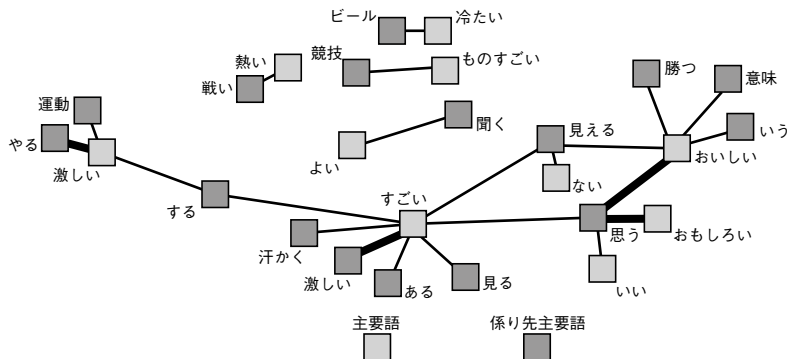 ビール
冷たい
熱い
競技
ものすごい
勝つ
意味
戦い
運動
やる
激しい
聞く
見える
いう
よい
おいしい
ない
する
すごい
思う
おもしろい
汗かく
激しい
ある
見る
いい
主要語
係り先主要語